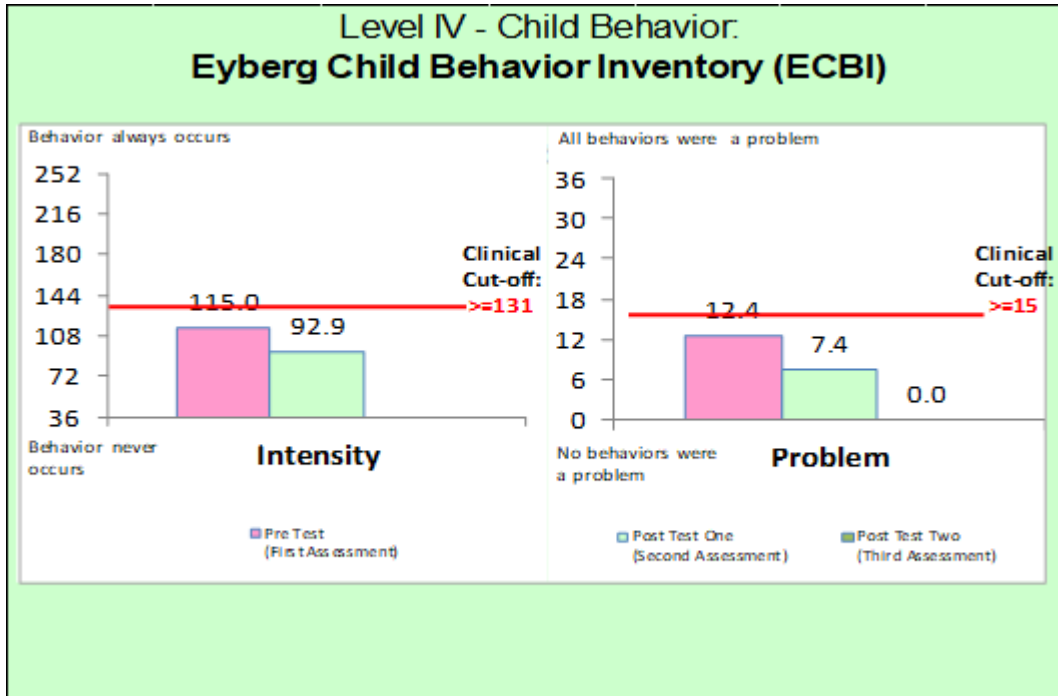 Level IV - Child Behavior:
Eyberg Child Behavior Inventory (ECBI)
Behavior always occurs
252
216
180
144
108
72
36
115.0
92.9
Clinical
Cut-off:
>=131
Behavior never
occurs
Intensity
Pre Test
(First Assessment)
All behaviors were a problem
36
30
24
18
12
6
0
12.4
7.4
0.0
Clinical
Cut-off:
>=15
No behaviors were
a problem
Problem
Post Test One
(Second Assessment)
Post Test Two
(Third Assessment)